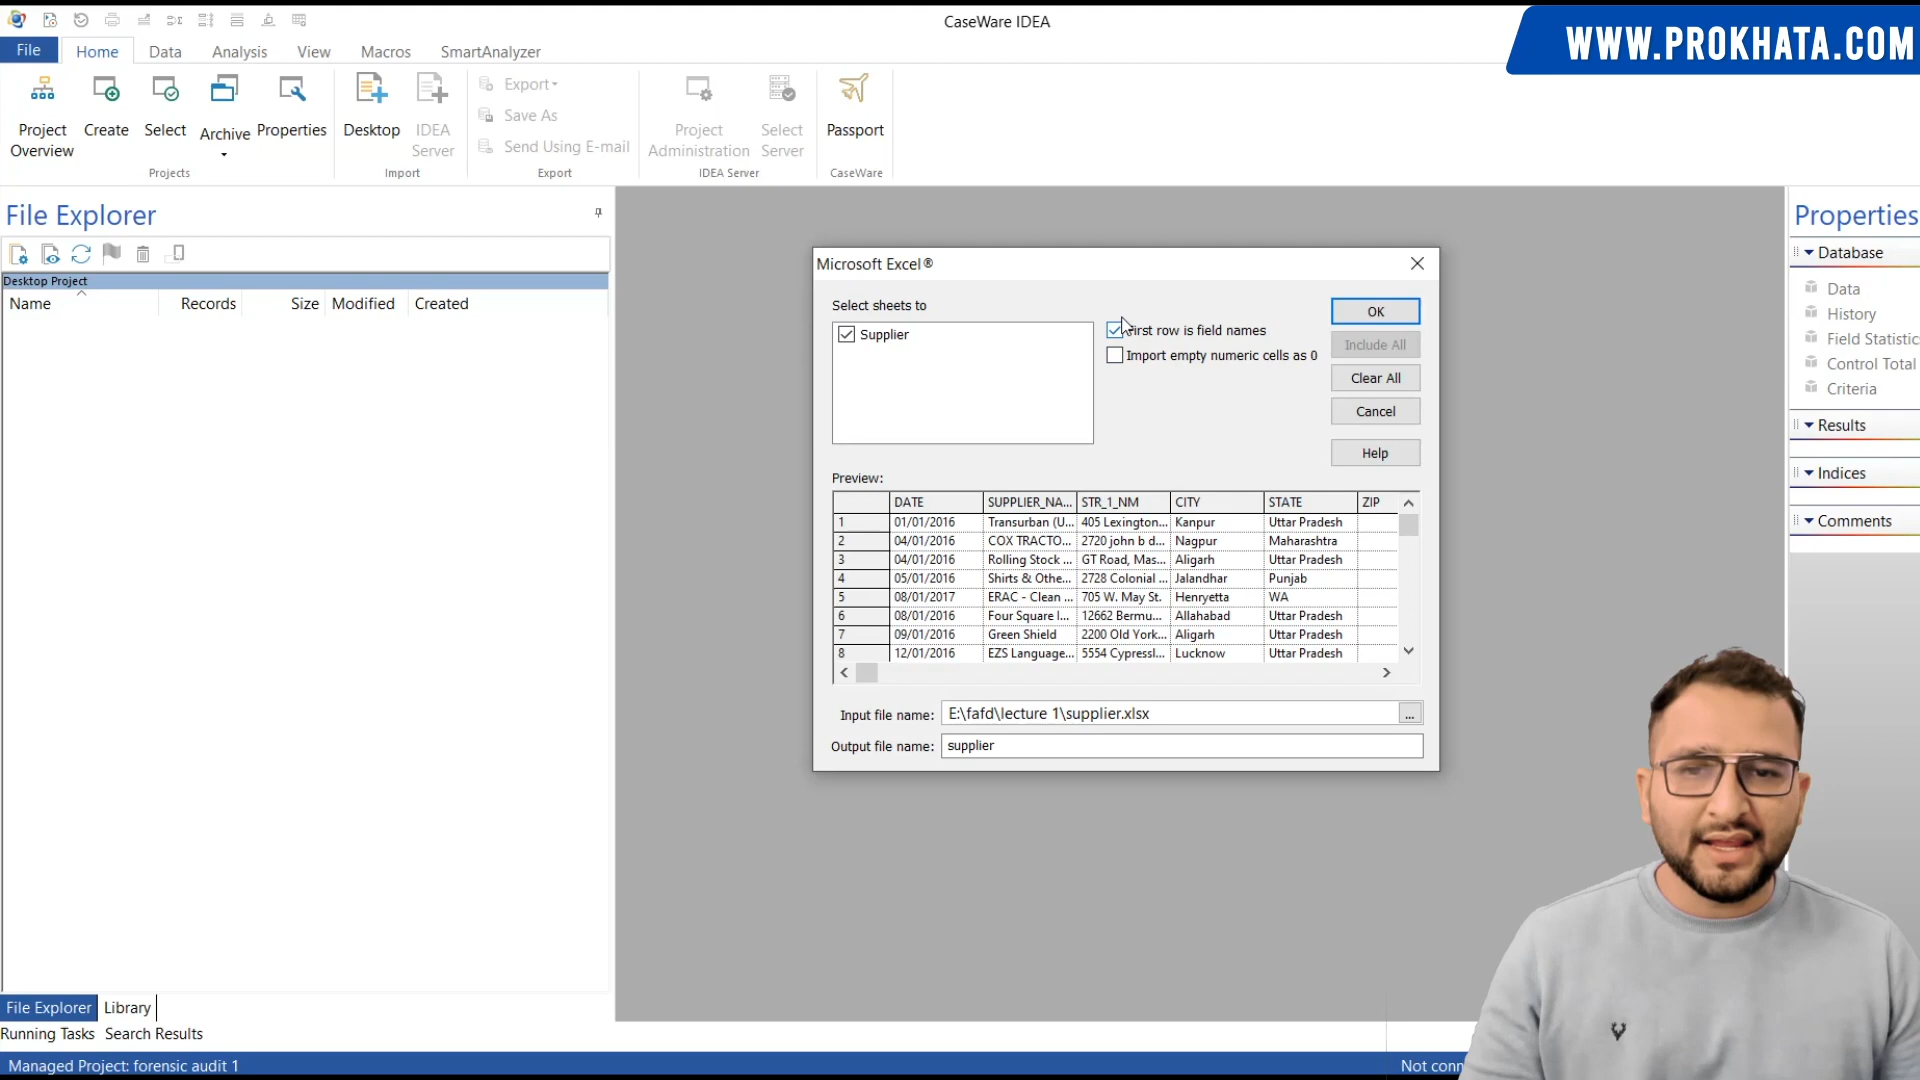 CaseWare IDEA
WWW.PROKHATA.COM
File Home Data Analysis View Macros SmartAnalyzer
Project Overview
Create
Select
Archive
Properties
Projects
Desktop
IDEA Server
Import
Export
Save As
Send Using E-mail
Export
Project Administration
Select Server
IDEA Server
Passport
CaseWare
File Explorer
Desktop Project
Name Records Size Modified Created
Microsoft Excel®
Select sheets to
Supplier
First row is field names
Import empty numeric cells as 0
OK
Include All
Clear All
Cancel
Help
Preview:
DATE SUPPLIER_NA... STR_1_NM CITY STATE ZIP
1 01/01/2016 Transurban (U... 405 Lexington... Kanpur Uttar Pradesh
2 04/01/2016 COX TRACTO... 2720 john b d... Nagpur Maharashtra
3 04/01/2016 Rolling Stock ... GT Road, Mas... Aligarh Uttar Pradesh
4 05/01/2016 Shirts & Othe... 2728 Colonial ... Jalandhar Punjab
5 08/01/2017 ERAC - Clean ... 705 W. May St. Henryetta WA
6 08/01/2016 Four Square I... 12662 Bermu... Allahabad Uttar Pradesh
7 09/01/2016 Green Shield 2200 Old York... Aligarh Uttar Pradesh
8 12/01/2016 EZS Language... 5554 Cypressl... Lucknow Uttar Pradesh
Input file name: E:\fafd\lecture 1\supplier.xlsx ...
Output file name: supplier
Properties
Database
Data
History
Field Statistic
Control Total
Criteria
Results
Indices
Comments
File Explorer Library
Running Tasks Search Results
Managed Project: forensic audit 1
Not conn